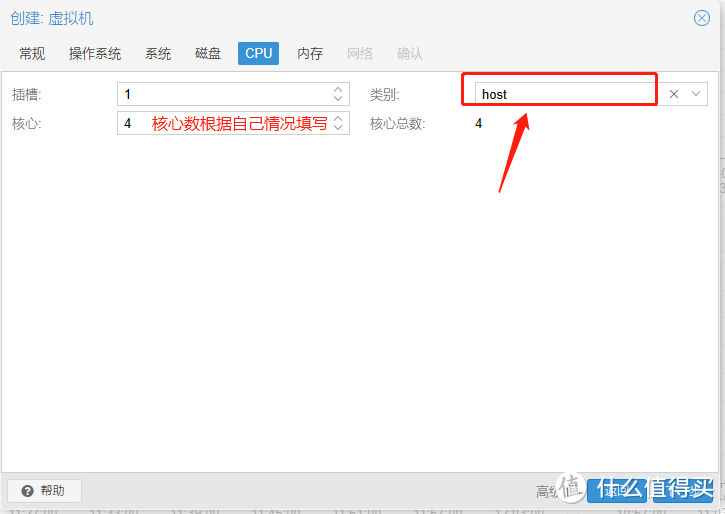 创建: 虚拟机
常规 操作系统 系统 磁盘 CPU 内存 网络 确认
插槽: 1 类别: host
核心: 4 核心数根据自己情况填写 核心总数: 4
帮助 高级 返回
值 什么值得买